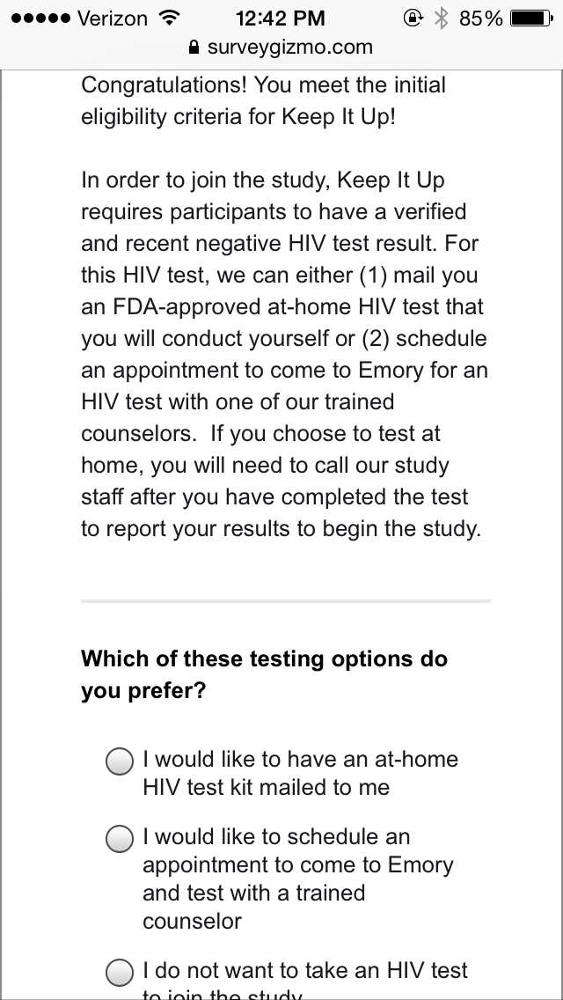 Verizon 12:42 PM 85%
surveygizmo.com
Congratulations! You meet the initial
eligibility criteria for Keep It Up!
In order to join the study, Keep It Up
requires participants to have a verified
and recent negative HIV test result. For
this HIV test, we can either (1) mail you
an FDA-approved at-home HIV test that
you will conduct yourself or (2) schedule
an appointment to come to Emory for an
HIV test with one of our trained
counselors.  If you choose to test at
home, you will need to call our study
staff after you have completed the test
to report your results to begin the study.
Which of these testing options do
you prefer?
I would like to have an at-home
HIV test kit mailed to me
I would like to schedule an
appointment to come to Emory
and test with a trained
counselor
I do not want to take an HIV test
to join the study